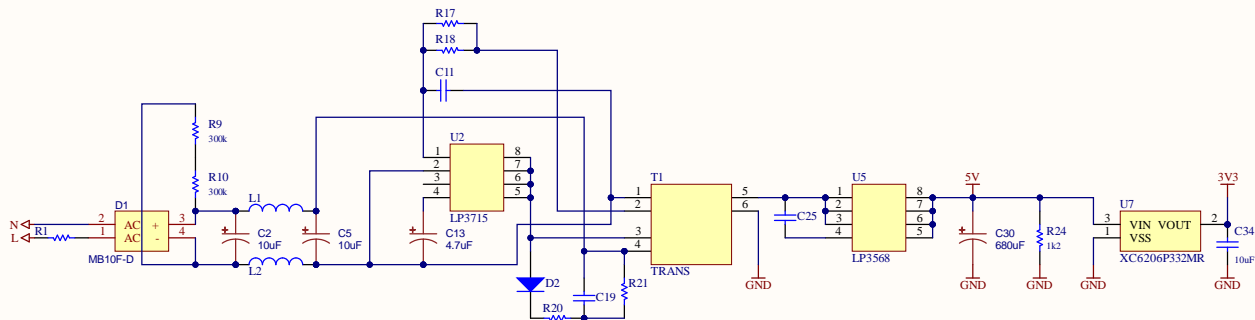 R17
R18
C11
R9
300k
R10
300k
U2
1
2
3
4
8
7
6
5
LP3715
D1
N
L
R1
2
1
AC
AC
+
-
3
4
MB10F-D
L1
L2
C2
10uF
C5
10uF
C13
4.7uF
D2
R20
C19
R21
T1
1
2
3
4
5
6
TRANS
GND
C25
U5
1
2
3
4
8
7
6
5
LP3568
5V
C30
680uF
GND
R24
1k2
GND
U7
3
1
VIN VOUT
VSS
2
XC6206P332MR
GND
3V3
C34
10uF
GND